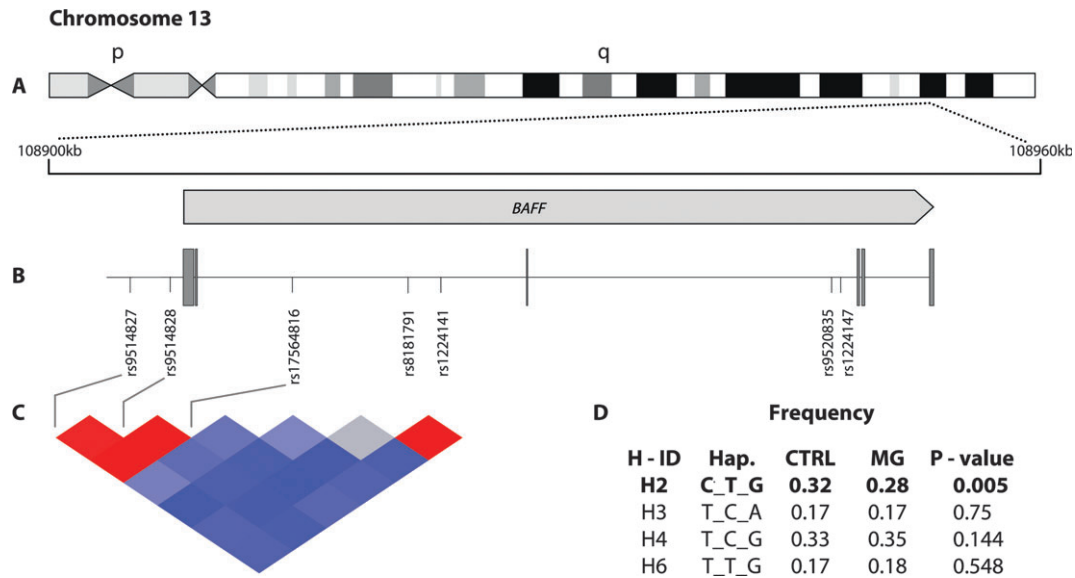 Chromosome 13
p q
A
108900kb 108960kb
BAFF
B
rs9514827
rs9514828
rs17564816
rs8181791
rs1224141
rs9520835
rs1224147
C
D Frequency
H - ID Hap. CTRL MG P - value
H2 C_T_G 0.32 0.28 0.005
H3 T_C_A 0.17 0.17 0.75
H4 T_C_G 0.33 0.35 0.144
H6 T_T_G 0.17 0.18 0.548